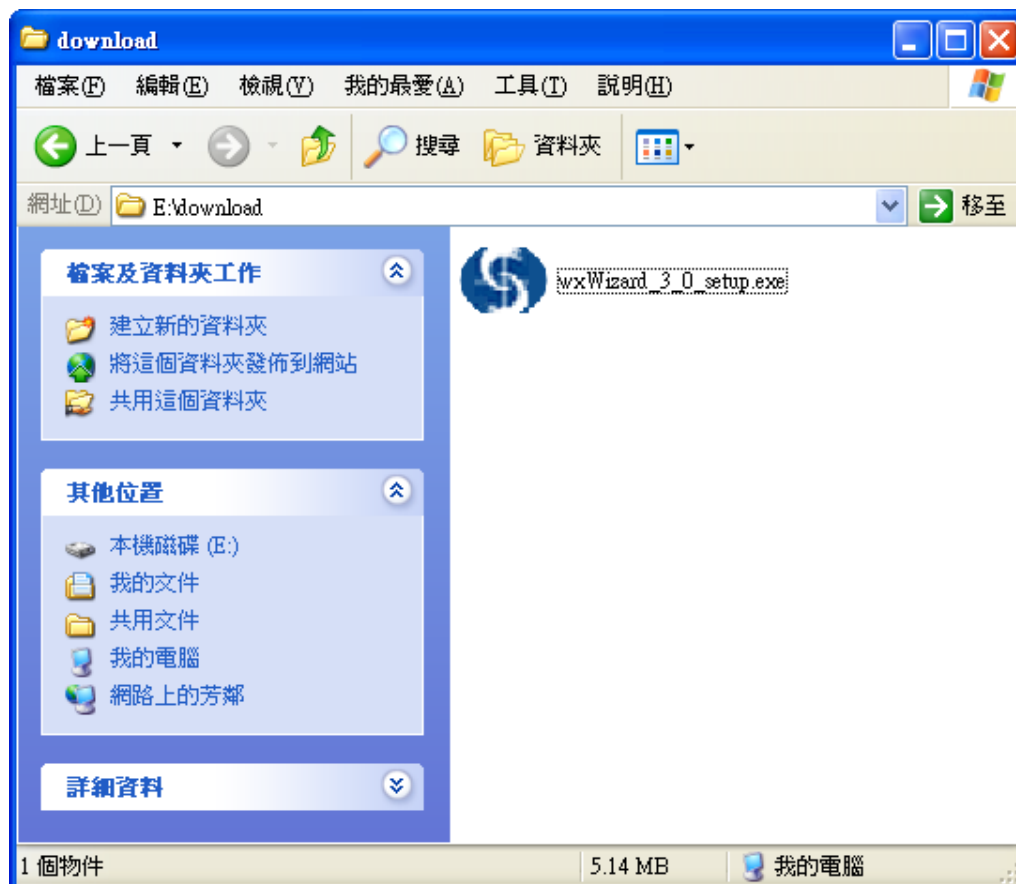 download
檔案(F) 編輯(E) 檢視(V) 我的最愛(A) 工具(T) 說明(H)
上一頁 搜尋 資料夾
網址(D) E:\download 移至
檔案及資料夾工作
wxWizard_3_0_setup.exe
建立新的資料夾
將這個資料夾發佈到網站
共用這個資料夾
其他位置
本機磁碟 (E:)
我的文件
共用文件
我的電腦
網路上的芳鄰
詳細資料
1 個物件 5.14 MB 我的電腦